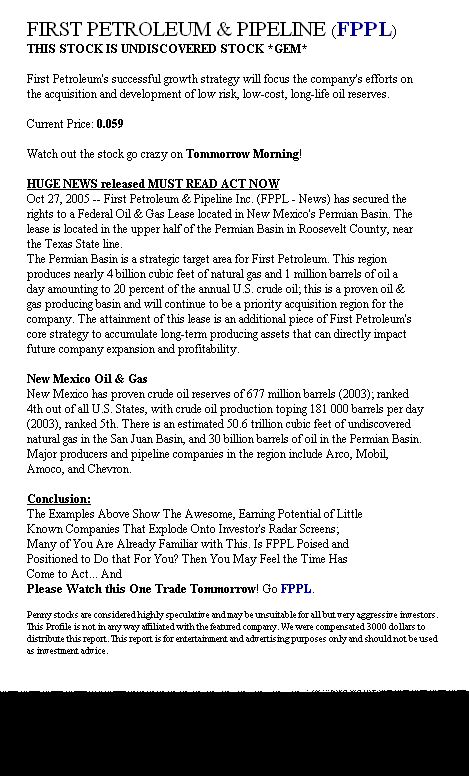 FIRST PETROLEUM & PIPELINE (FPPL)
THIS STOCK IS UNDISCOVERED STOCK *GEM*
First Petroleum's successful growth strategy will focus the company's efforts on
the acquisition and development of low risk, low-cost, long-life oil reserves.
Current Price: 0.059
Watch out the stock go crazy on Tommorrow Morning!
HUGE NEWS released MUST READ ACT NOW
Oct 27, 2005 -- First Petroleum & Pipeline Inc. (FPPL - News) has secured the
rights to a Federal Oil & Gas Lease located in New Mexico's Permian Basin. The
lease is located in the upper half of the Permian Basin in Roosevelt County, near
the Texas State line.
The Permian Basin is a strategic target area for First Petroleum. This region
produces nearly 4 billion cubic feet of natural gas and 1 million barrels of oil a
day amounting to 20 percent of the annual U.S. crude oil; this is a proven oil &
gas producing basin and will continue to be a priority acquisition region for the
company. The attainment of this lease is an additional piece of First Petroleum's
core strategy to accumulate long-term producing assets that can directly impact
future company expansion and profitability.
New Mexico Oil & Gas
New Mexico has proven crude oil reserves of 677 million barrels (2003); ranked
4th out of all U.S. States, with crude oil production toping 181 000 barrels per day
(2003), ranked 5th. There is an estimated 50.6 trillion cubic feet of undiscovered
natural gas in the San Juan Basin, and 30 billion barrels of oil in the Permian Basin.
Major producers and pipeline companies in the region include Arco, Mobil,
Amoco, and Chevron.
Conclusion:
The Examples Above Show The Awesome, Earning Potential of Little
Known Companies That Explode Onto Investor's Radar Screens;
Many of You Are Already Familiar with This. Is FPPL Poised and
Positioned to Do that For You? Then You May Feel the Time Has
Come to Act... And
Please Watch this One Trade Tommorrow! Go FPPL.
Penny stocks are considered highly speculative and may be unsuitable for all but very aggressive investors.
This Profile is not in any way affiliated with the featured company. We were compensated 3000 dollars to
distribute this report. This report is for entertainment and advertising purposes only and should not be used
as investment advice.